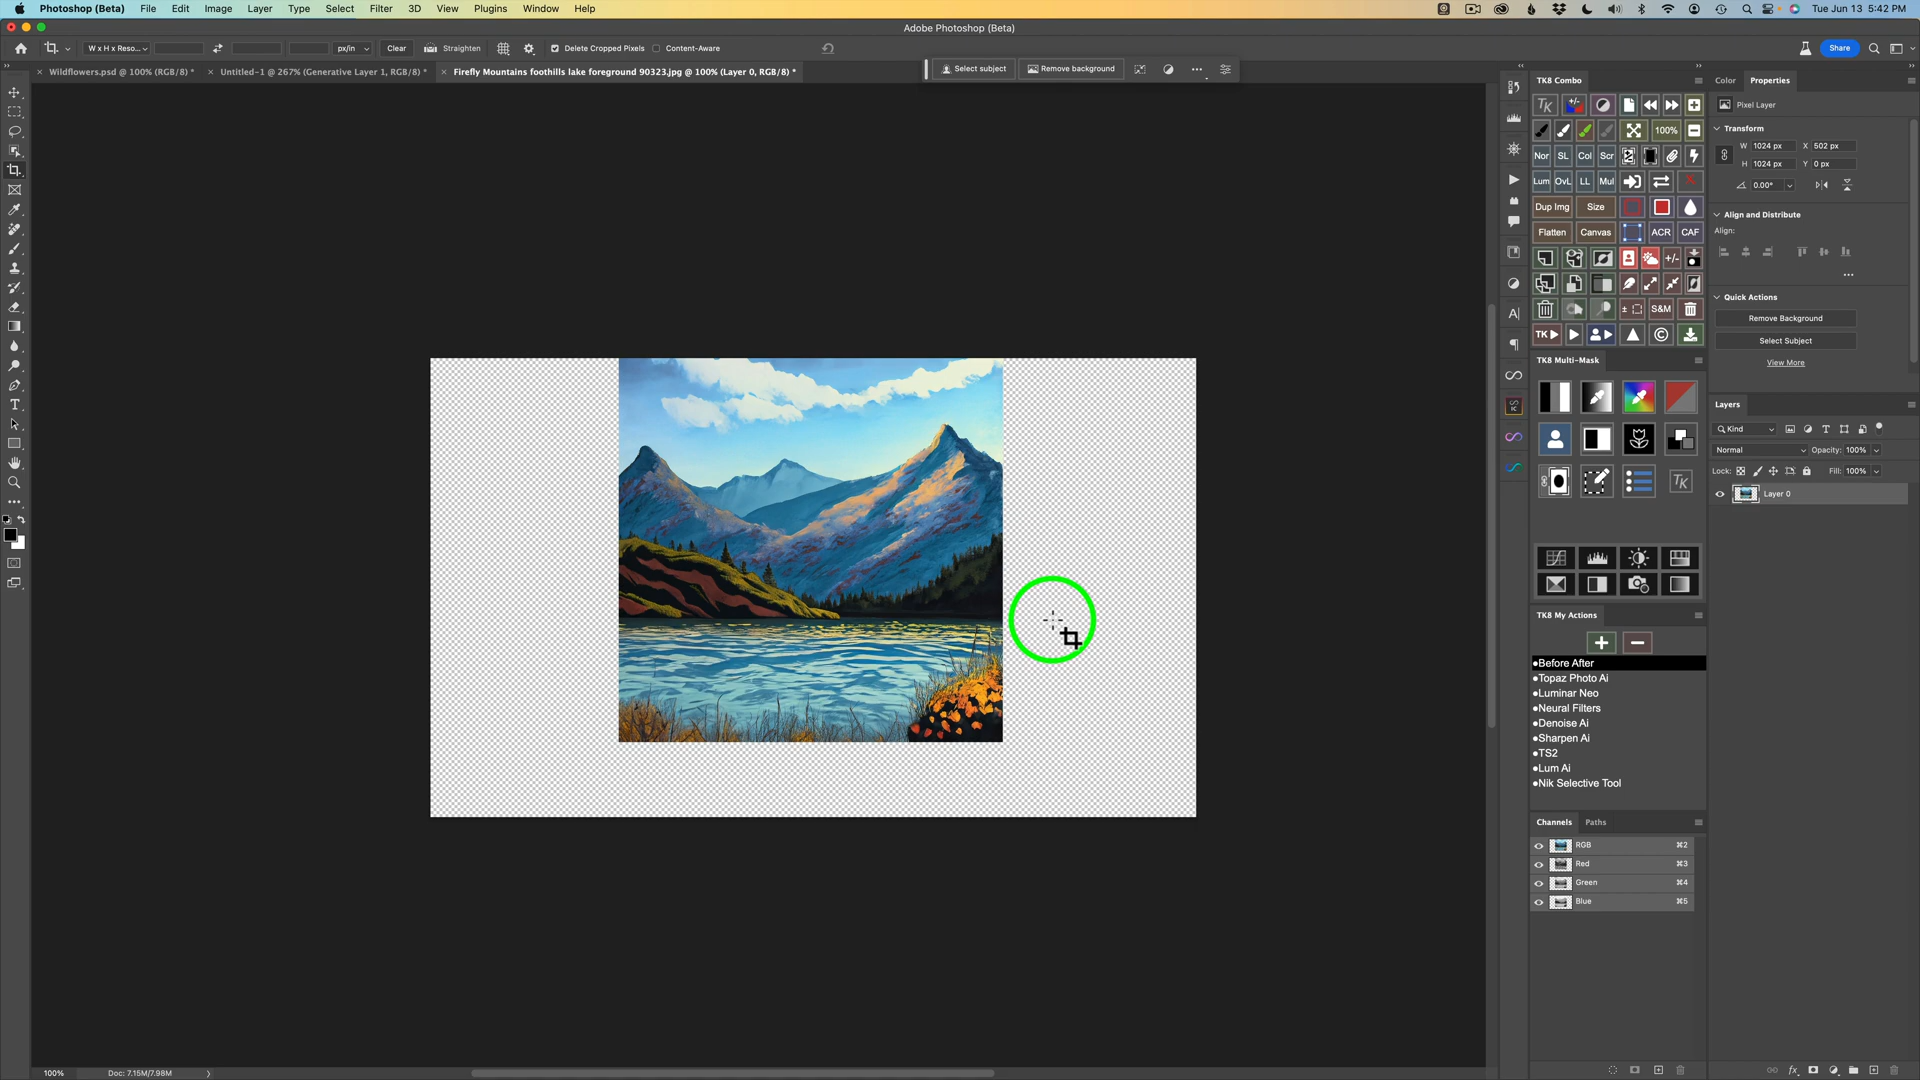 Photoshop (Beta) File Edit Image Layer Type Select Filter 3D View Plugins Window Help
Tue Jun 13 5:42 PM
Adobe Photoshop (Beta)
W x H x Reso... px/in Clear Straighten Delete Cropped Pixels Content-Aware
Share
Wildflowers.psd @ 100% (RGB/8) *
Untitled-1 @ 267% (Generative Layer 1, RGB/8) *
Firefly Mountains foothills lake foreground 90323.jpg @ 100% (Layer 0, RGB/8) *
Select subject
Remove background
TK8 Combo
TK +/-
100%
Nor SL Col Scr
Lum OvL LL Mul
Dup Img Size
Flatten Canvas ACR CAF
+/-
S&M
TK
TK8 Multi-Mask
TK
TK8 My Actions
Before After
Topaz Photo Ai
Luminar Neo
Neural Filters
Denoise Ai
Sharpen Ai
TS2
Lum Ai
Nik Selective Tool
Channels Paths
RGB ⌘2
Red ⌘3
Green ⌘4
Blue ⌘5
Color Properties
Pixel Layer
Transform
W 1024 px X 502 px
H 1024 px Y 0 px
0.00°
Align and Distribute
Align:
Quick Actions
Remove Background
Select Subject
View More
Layers
Kind
Normal Opacity: 100%
Lock: Fill: 100%
Layer 0
100% Doc: 7.15M/7.98M